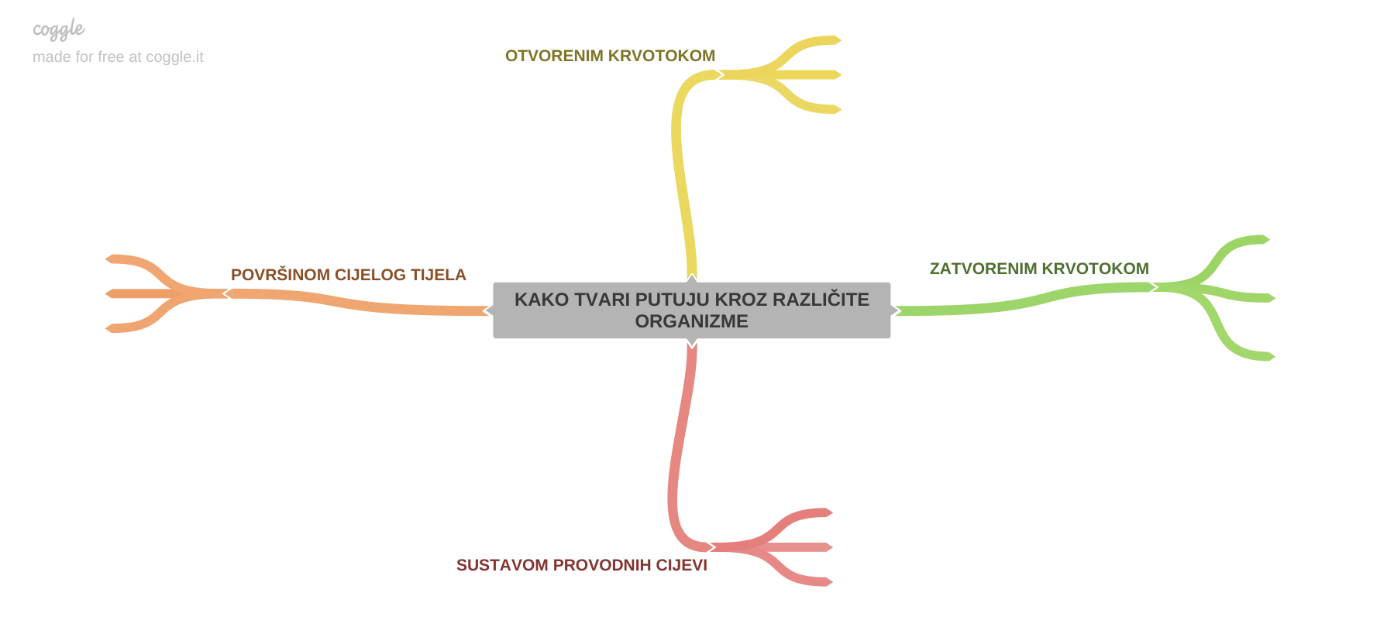 coggle
made for free at coggle.it
OTVORENIM KRVOTOKOM
ZATVORENIM KRVOTOKOM
POVRŠINOM CIJELOG TIJELA
KAKO TVARI PUTUJU KROZ RAZLIČITE
ORGANIZME
SUSTAVOM PROVODNIH CIJEVI